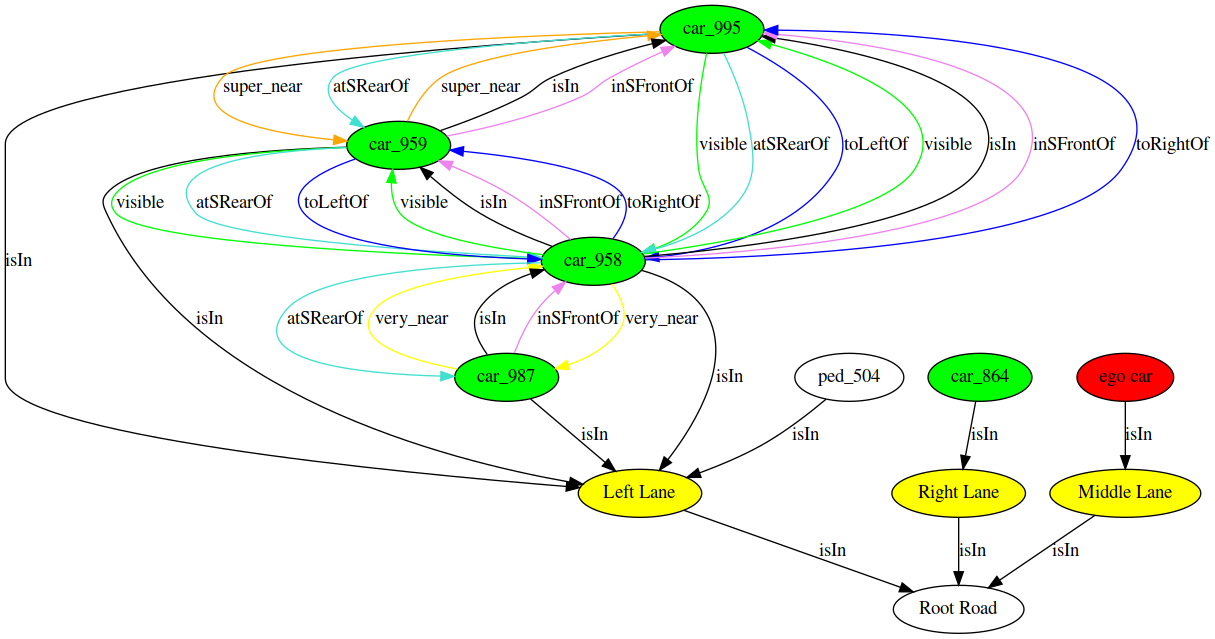 car_995
super_near
atSRearOf
super_near
isIn
inSFrontOf
car_959
visible
atSRearOf
toLeftOf
visible
isIn
inSFrontOf
toRightOf
visible
atSRearOf
toLeftOf
visible
isIn
inSFrontOf
toRightOf
isIn
car_958
isIn
atSRearOf
very_near
isIn
inSFrontOf
very_near
isIn
car_987
ped_504
car_864
ego car
isIn
isIn
isIn
isIn
Left Lane
Right Lane
Middle Lane
isIn
isIn
isIn
Root Road